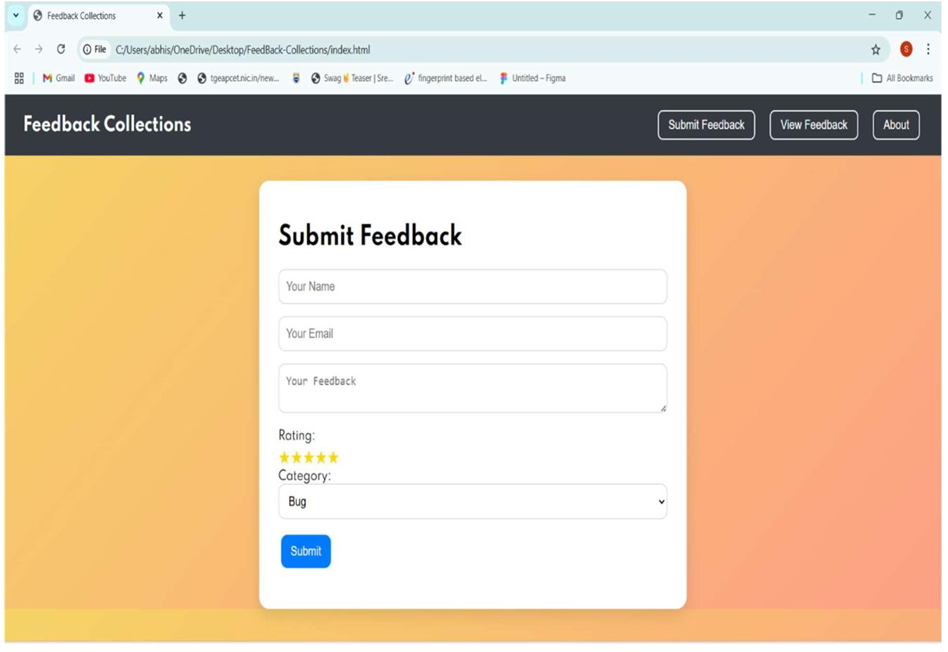 Feedback Collections
File C:/Users/abhis/OneDrive/Desktop/FeedBack-Collections/index.html
Gmail YouTube Maps tgeapcet.nic.in/new... Swag Teaser | Sre... fingerprint based el... Untitled – Figma All Bookmarks
Feedback Collections Submit Feedback View Feedback About
Submit Feedback
Your Name
Your Email
Your Feedback
Rating:
★★★★★
Category:
Bug
Submit